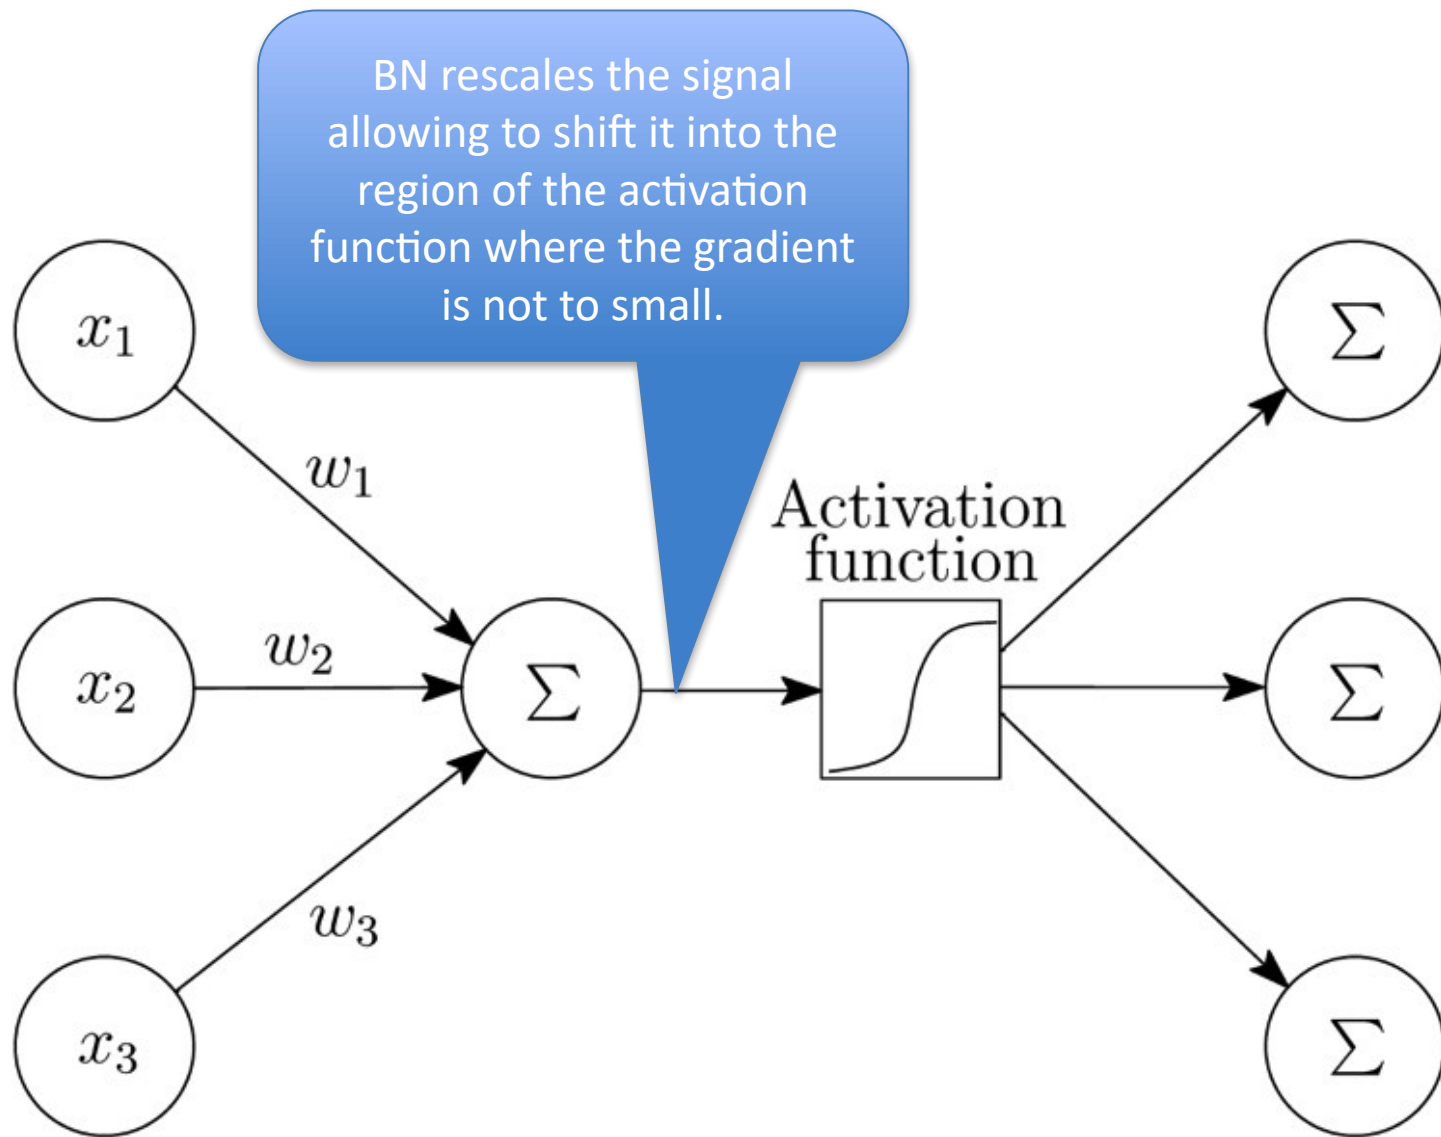 BN rescales the signal
allowing to shift it into the
region of the activation
function where the gradient
is not to small.
x₁
Σ
w₁
Activation
function
w₂
x₂
Σ
Σ
w₃
x₃
Σ